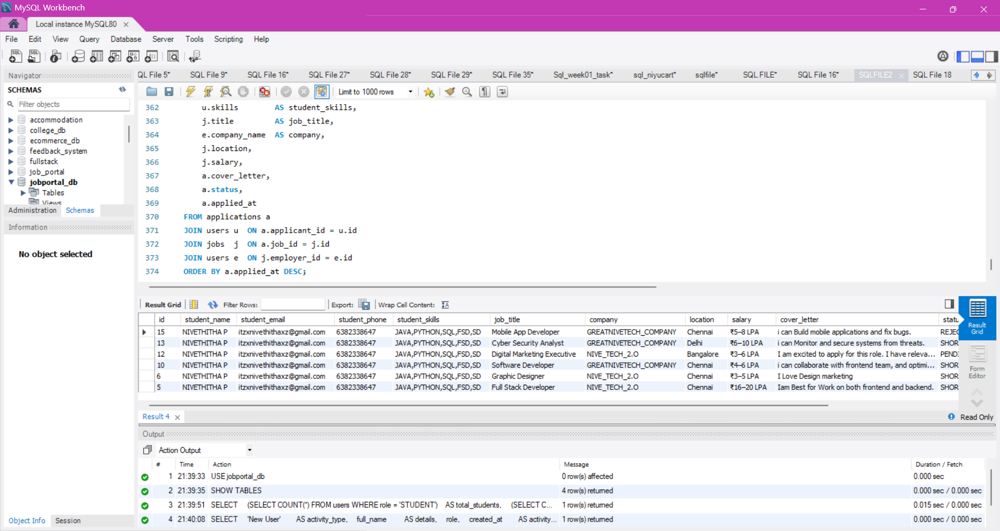 MySQL Workbench
Local instance MySQL80
File Edit View Query Database Server Tools Scripting Help
Navigator
QL File 5* SQL File 9* SQL File 16* SQL File 27* SQL File 28* SQL File 29* SQL File 35* Sql_week01_task* sql_niyucart* sqlfile* SQL.FILE* SQL File 16* SQLFILE2 SQL File 18
SCHEMAS
Limit to 1000 rows
Filter objects
accommodation
college_db
ecommerce_db
feedback_system
fullstack
job_portal
jobportal_db
Tables
Views
Administration Schemas
Information
No object selected
362 u.skills AS student_skills,
363 j.title AS job_title,
364 e.company_name AS company,
365 j.location,
366 j.salary,
367 a.cover_letter,
368 a.status,
369 a.applied_at
370 FROM applications a
371 JOIN users u ON a.applicant_id = u.id
372 JOIN jobs j ON a.job_id = j.id
373 JOIN users e ON j.employer_id = e.id
374 ORDER BY a.applied_at DESC;
Result Grid Filter Rows: Export: Wrap Cell Content:
id student_name student_email student_phone student_skills job_title company location salary cover_letter statu
15 NIVETHITHA P itzxnivethithaxz@gmail.com 6382338647 JAVA,PYTHON,SQL,FSD,SD Mobile App Developer GREATNIVETECH_COMPANY Chennai ₹5–8 LPA i can Build mobile applications and fix bugs. REJEC
13 NIVETHITHA P itzxnivethithaxz@gmail.com 6382338647 JAVA,PYTHON,SQL,FSD,SD Cyber Security Analyst GREATNIVETECH_COMPANY Delhi ₹6–10 LPA i can Monitor and secure systems from threats. SHOR
12 NIVETHITHA P itzxnivethithaxz@gmail.com 6382338647 JAVA,PYTHON,SQL,FSD,SD Digital Marketing Executive NIVE_TECH_2.O Bangalore ₹3–6 LPA I am excited to apply for this role. I have releva... PENDI
10 NIVETHITHA P itzxnivethithaxz@gmail.com 6382338647 JAVA,PYTHON,SQL,FSD,SD Software Developer GREATNIVETECH_COMPANY Chennai ₹4–6 LPA i can collaborate with frontend team, and optimi... SHOR
6 NIVETHITHA P itzxnivethithaxz@gmail.com 6382338647 JAVA,PYTHON,SQL,FSD,SD Graphic Designer NIVE_TECH_2.O Chennai ₹3–5 LPA I Love Design marketing SHOR
5 NIVETHITHA P itzxnivethithaxz@gmail.com 6382338647 JAVA,PYTHON,SQL,FSD,SD Full Stack Developer NIVE_TECH_2.O Chennai ₹16–20 LPA Iam Best for Work on both frontend and backend. SHOR
Result
Grid
Form
Editor
Result 4
Read Only
Output
Action Output
# Time Action Message Duration / Fetch
1 21:39:33 USE jobportal_db 0 row(s) affected 0.000 sec
2 21:39:35 SHOW TABLES 4 row(s) returned 0.000 sec / 0.000 sec
3 21:39:51 SELECT (SELECT COUNT(*) FROM users WHERE role = 'STUDENT') AS total_students, (SELECT C... 1 row(s) returned 0.015 sec / 0.000 sec
4 21:40:08 SELECT 'New User' AS activity_type, full_name AS details, role, created_at AS activity... 1 row(s) returned 0.000 sec / 0.000 sec
Object Info Session